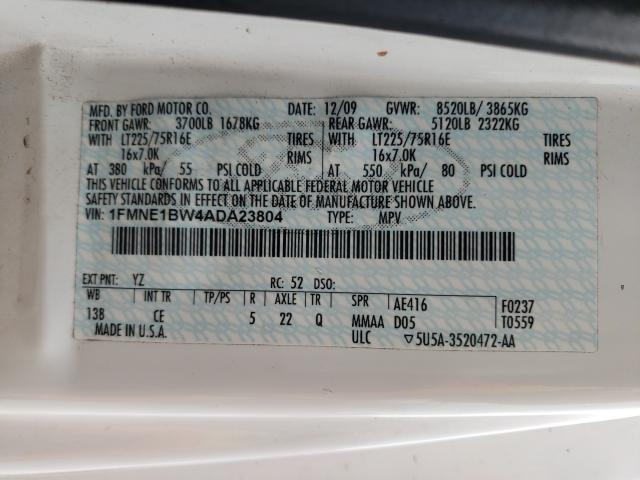 MFD. BY FORD MOTOR CO. DATE: 12/09 GVWR: 8520LB/ 3865KG
FRONT GAWR: 3700LB 1678KG REAR GAWR: 5120LB 2322KG
WITH LT225/75R16E TIRES WITH LT225/75R16E TIRES
16x7.0K RIMS 16x7.0K RIMS
AT 380 kPa/ 55 PSI COLD AT 550 kPa/ 80 PSI COLD
THIS VEHICLE CONFORMS TO ALL APPLICABLE FEDERAL MOTOR VEHICLE
SAFETY STANDARDS IN EFFECT ON THE DATE OF MANUFACTURE SHOWN ABOVE.
VIN: 1FMNE1BW4ADA23804 TYPE: MPV
EXT PNT: YZ RC: 52 DSO:
WB INT TR TP/PS R AXLE TR SPR AE416 F0237
138 CE 5 22 Q MMAA D05 T0559
MADE IN U.S.A. ULC ▽5U5A-3520472-AA